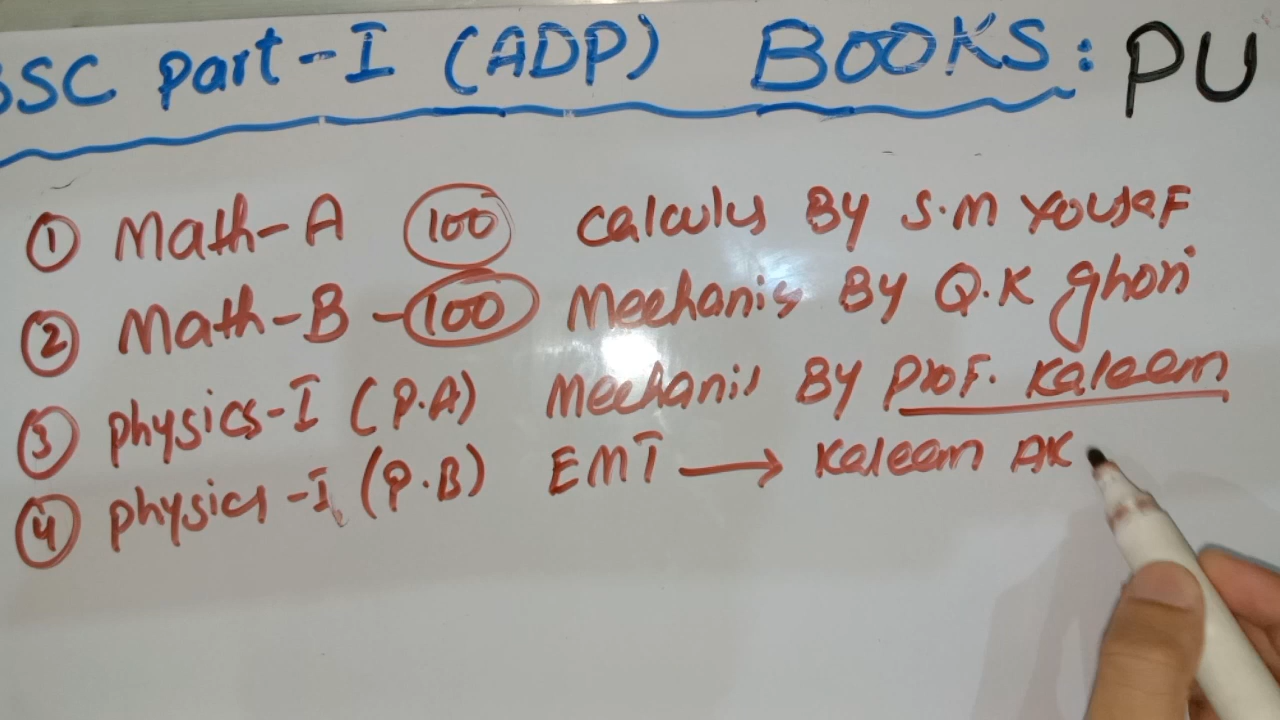 BSC Part-I (ADP) BOOKS: PU
① Math-A 100 Calculus By S.M Yousaf
② Math-B - 100 Mechanics By Q.K Ghori
③ Physics-I (P.A) Mechanis By Prof. Kaleem
④ Physics-I (P.B) EMT → Kaleem AK